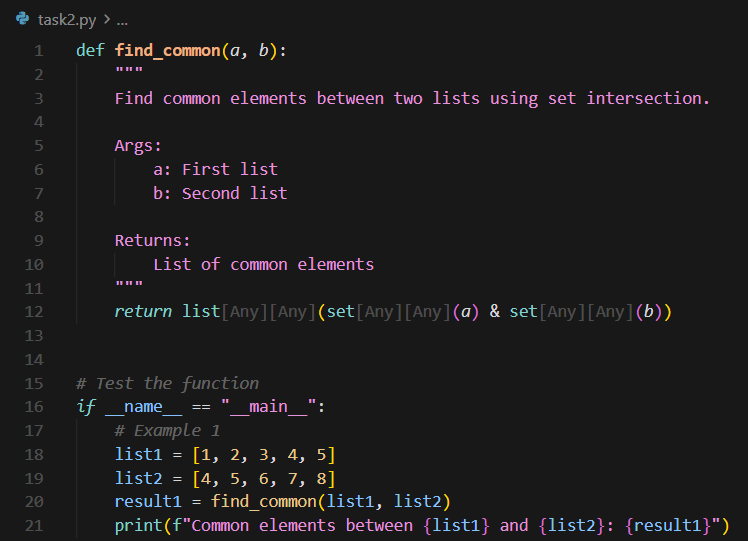 task2.py > ...
1 def find_common(a, b):
2     """
3     Find common elements between two lists using set intersection.
4
5     Args:
6         a: First list
7         b: Second list
8
9     Returns:
10         List of common elements
11     """
12     return list[Any][Any](set[Any][Any](a) & set[Any][Any](b))
13
14
15 # Test the function
16 if __name__ == "__main__":
17     # Example 1
18     list1 = [1, 2, 3, 4, 5]
19     list2 = [4, 5, 6, 7, 8]
20     result1 = find_common(list1, list2)
21     print(f"Common elements between {list1} and {list2}: {result1}")